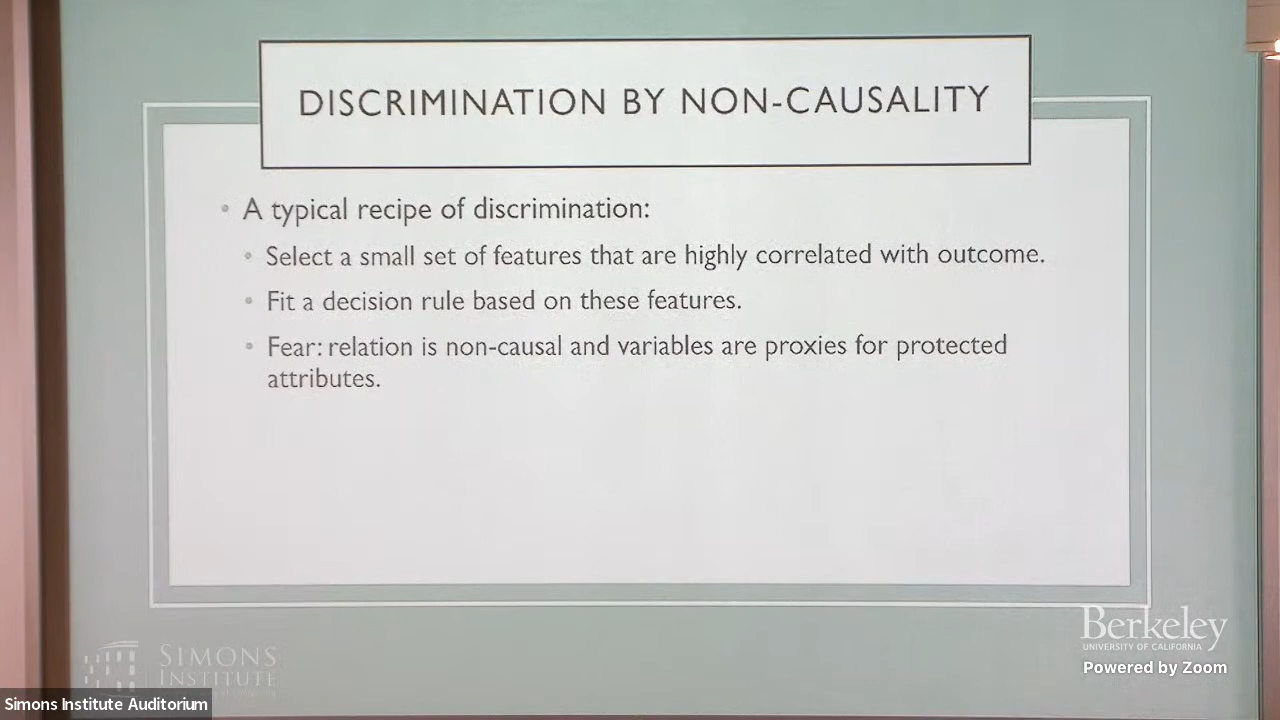 DISCRIMINATION BY NON-CAUSALITY
• A typical recipe of discrimination:
• Select a small set of features that are highly correlated with outcome.
• Fit a decision rule based on these features.
• Fear: relation is non-causal and variables are proxies for protected
attributes.
SIMONS
INSTITUTE
Berkeley
UNIVERSITY OF CALIFORNIA
Powered by Zoom
Simons Institute Auditorium